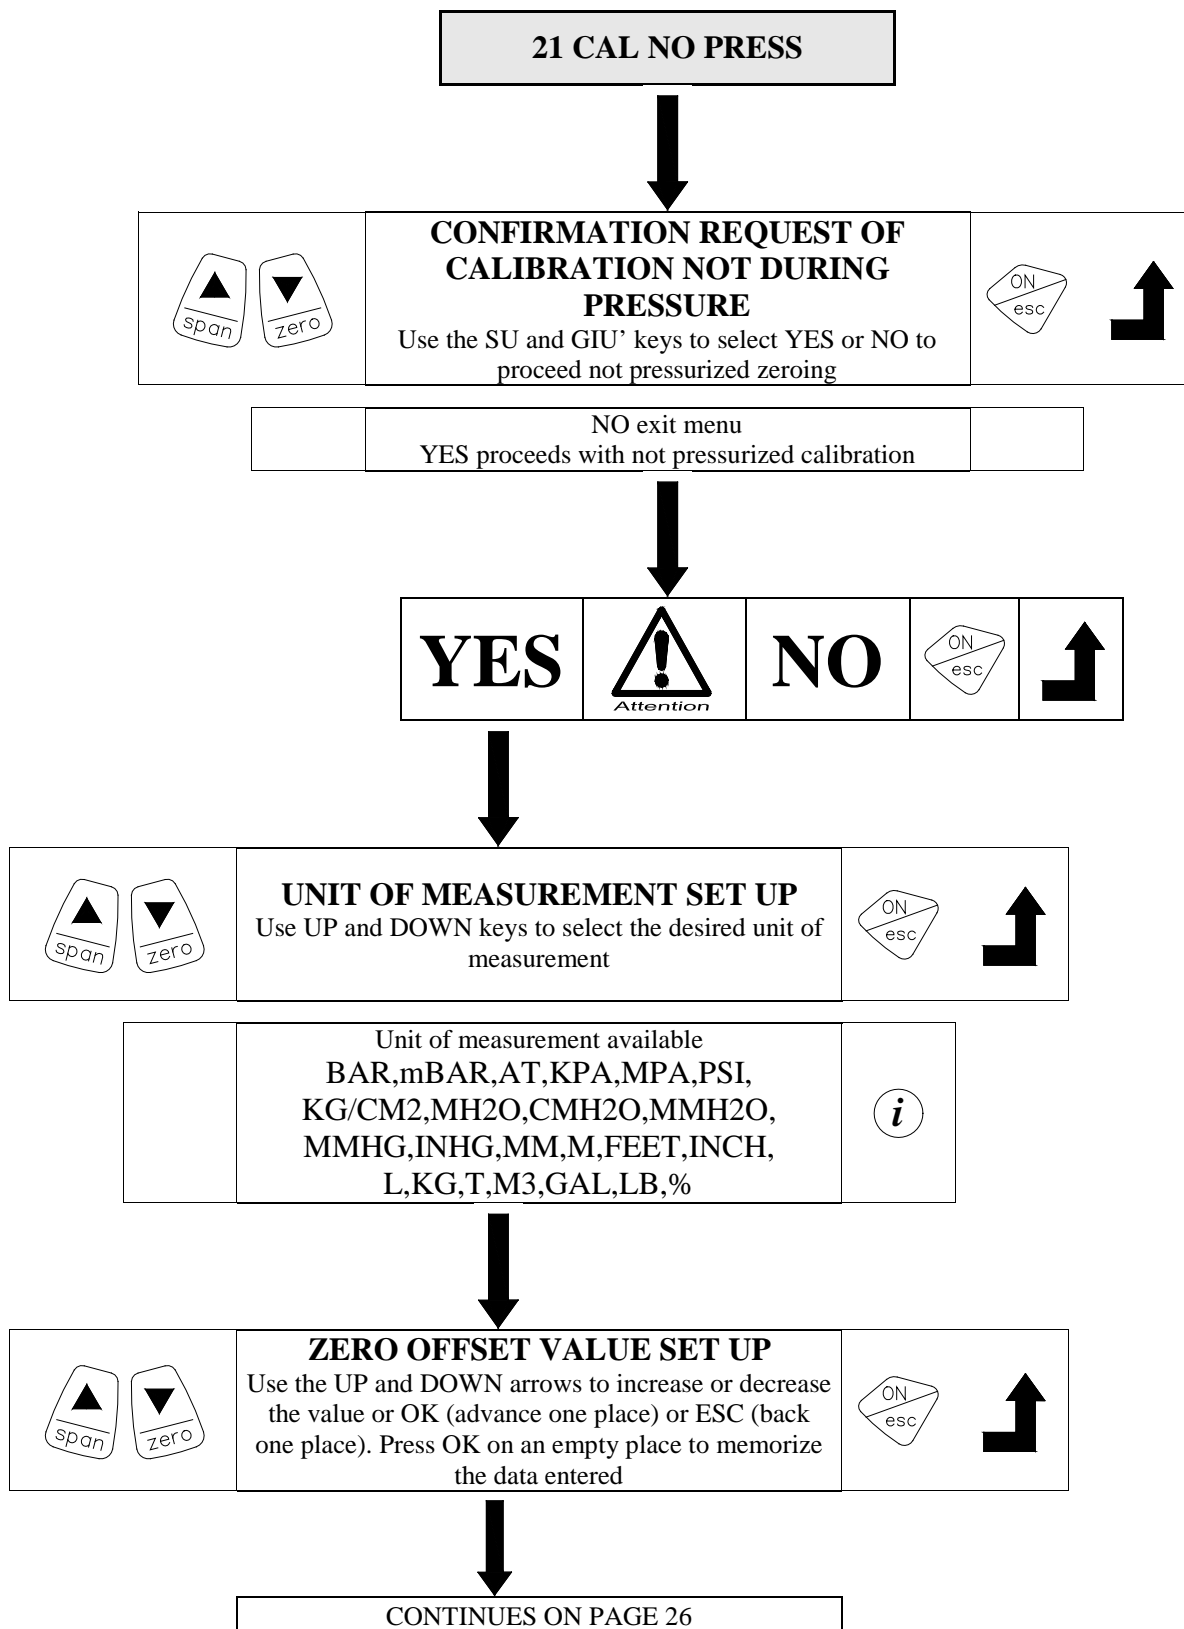 21 CAL NO PRESS
CONFIRMATION REQUEST OF
CALIBRATION NOT DURING
PRESSURE
Use the SU and GIU’ keys to select YES or NO to
proceed not pressurized zeroing
span
zero
ON
esc
NO exit menu
YES proceeds with not pressurized calibration
YES
Attention
NO
ON
esc
span
zero
UNIT OF MEASUREMENT SET UP
Use UP and DOWN keys to select the desired unit of
measurement
ON
esc
Unit of measurement available
BAR,mBAR,AT,KPA,MPA,PSI,
KG/CM2,MH2O,CMH2O,MMH2O,
MMHG,INHG,MM,M,FEET,INCH,
L,KG,T,M3,GAL,LB,%
i
span
zero
ZERO OFFSET VALUE SET UP
Use the UP and DOWN arrows to increase or decrease
the value or OK (advance one place) or ESC (back
one place). Press OK on an empty place to memorize
the data entered
ON
esc
CONTINUES ON PAGE 26